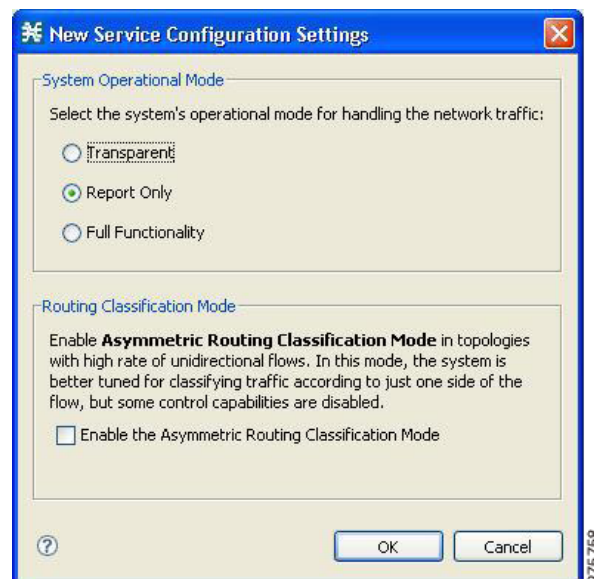 New Service Configuration Settings
System Operational Mode
Select the system's operational mode for handling the network traffic:
Transparent
Report Only
Full Functionality
Routing Classification Mode
Enable Asymmetric Routing Classification Mode in topologies
with high rate of unidirectional flows. In this mode, the system is
better tuned for classifying traffic according to just one side of the
flow, but some control capabilities are disabled.
Enable the Asymmetric Routing Classification Mode
OK
Cancel